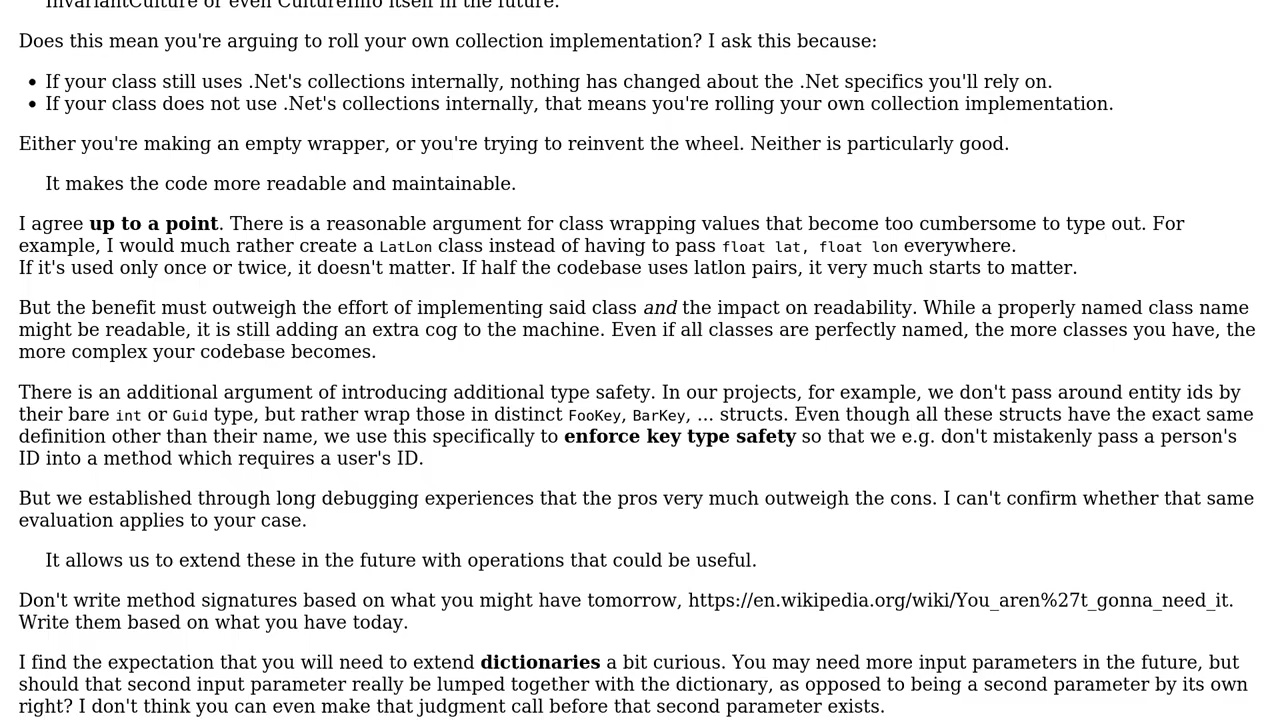 InvariantCulture or even CultureInfo itself in the future.
Does this mean you're arguing to roll your own collection implementation? I ask this because:
• If your class still uses .Net's collections internally, nothing has changed about the .Net specifics you'll rely on.
• If your class does not use .Net's collections internally, that means you're rolling your own collection implementation.
Either you're making an empty wrapper, or you're trying to reinvent the wheel. Neither is particularly good.
It makes the code more readable and maintainable.
I agree up to a point. There is a reasonable argument for class wrapping values that become too cumbersome to type out. For
example, I would much rather create a LatLon class instead of having to pass float lat, float lon everywhere.
If it's used only once or twice, it doesn't matter. If half the codebase uses latlon pairs, it very much starts to matter.
But the benefit must outweigh the effort of implementing said class and the impact on readability. While a properly named class name
might be readable, it is still adding an extra cog to the machine. Even if all classes are perfectly named, the more classes you have, the
more complex your codebase becomes.
There is an additional argument of introducing additional type safety. In our projects, for example, we don't pass around entity ids by
their bare int or Guid type, but rather wrap those in distinct FooKey, BarKey, ... structs. Even though all these structs have the exact same
definition other than their name, we use this specifically to enforce key type safety so that we e.g. don't mistakenly pass a person's
ID into a method which requires a user's ID.
But we established through long debugging experiences that the pros very much outweigh the cons. I can't confirm whether that same
evaluation applies to your case.
It allows us to extend these in the future with operations that could be useful.
Don't write method signatures based on what you might have tomorrow, https://en.wikipedia.org/wiki/You_aren%27t_gonna_need_it.
Write them based on what you have today.
I find the expectation that you will need to extend dictionaries a bit curious. You may need more input parameters in the future, but
should that second input parameter really be lumped together with the dictionary, as opposed to being a second parameter by its own
right? I don't think you can even make that judgment call before that second parameter exists.